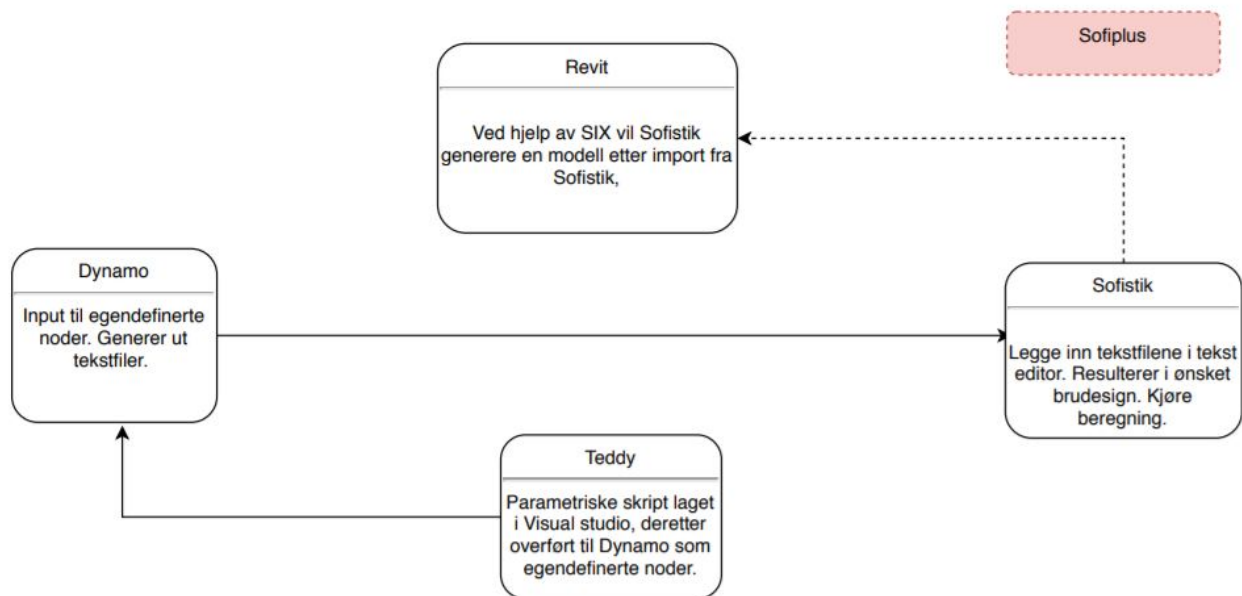 Sofiplus
Revit
Ved hjelp av SIX vil Sofistik
generere en modell etter import fra
Sofistik,
Dynamo
Input til egendefinerte
noder. Generer ut
tekstfiler.
Sofistik
Legge inn tekstfilene i tekst
editor. Resulterer i ønsket
brudesign. Kjøre
beregning.
Teddy
Parametriske skript laget
i Visual studio, deretter
overført til Dynamo som
egendefinerte noder.